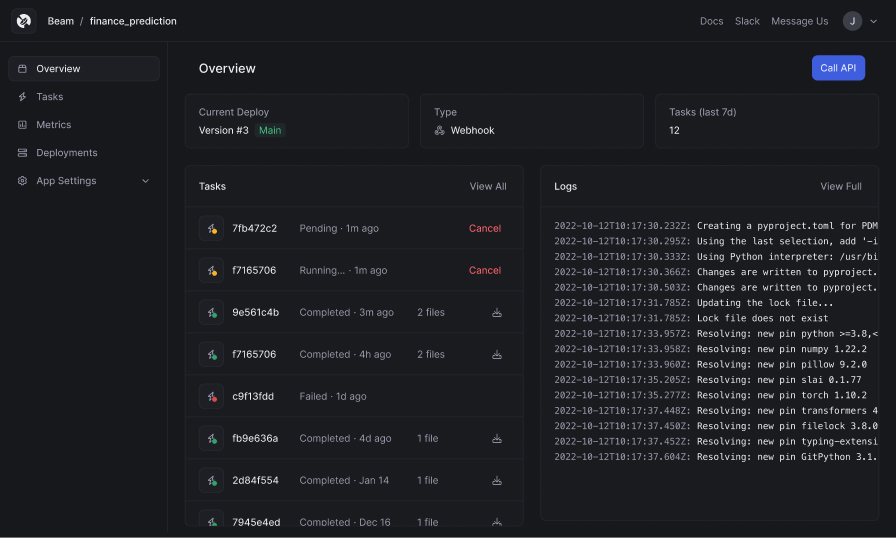 Beam / finance_prediction
Docs Slack Message Us J
Overview
Tasks
Metrics
Deployments
App Settings
Overview
Call API
Current Deploy
Version #3 Main
Type
Webhook
Tasks (last 7d)
12
Tasks View All
7fb472c2 Pending · 1m ago Cancel
f7165706 Running... · 1m ago Cancel
9e561c4b Completed · 3m ago 2 files
f7165706 Completed · 4h ago 2 files
c9f13fdd Failed · 1d ago
fb9e636a Completed · 4d ago 1 file
2d84f554 Completed · Jan 14 1 file
7945e4ed Completed · Dec 16 1 file
Logs View Full
2022-10-12T10:17:30.232Z: Creating a pyproject.toml for PDM
2022-10-12T10:17:30.295Z: Using the last selection, add '-i
2022-10-12T10:17:30.333Z: Using Python interpreter: /usr/bi
2022-10-12T10:17:30.366Z: Changes are written to pyproject.
2022-10-12T10:17:30.503Z: Changes are written to pyproject.
2022-10-12T10:17:31.785Z: Updating the lock file...
2022-10-12T10:17:31.785Z: Lock file does not exist
2022-10-12T10:17:33.957Z: Resolving: new pin python >=3.8,<
2022-10-12T10:17:33.958Z: Resolving: new pin numpy 1.22.2
2022-10-12T10:17:33.960Z: Resolving: new pin pillow 9.2.0
2022-10-12T10:17:35.205Z: Resolving: new pin slai 0.1.77
2022-10-12T10:17:35.277Z: Resolving: new pin torch 1.10.2
2022-10-12T10:17:37.448Z: Resolving: new pin transformers 4
2022-10-12T10:17:37.450Z: Resolving: new pin filelock 3.8.0
2022-10-12T10:17:37.452Z: Resolving: new pin typing-extensi
2022-10-12T10:17:37.604Z: Resolving: new pin GitPython 3.1.